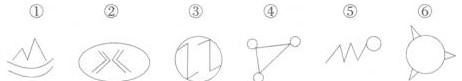 ① ② ③ ④ ⑤ ⑥